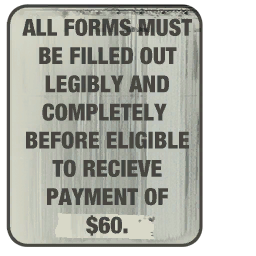 ALL FORMS MUST
BE FILLED OUT
LEGIBLY AND
COMPLETELY
BEFORE ELIGIBLE
TO RECIEVE
PAYMENT OF
$60.